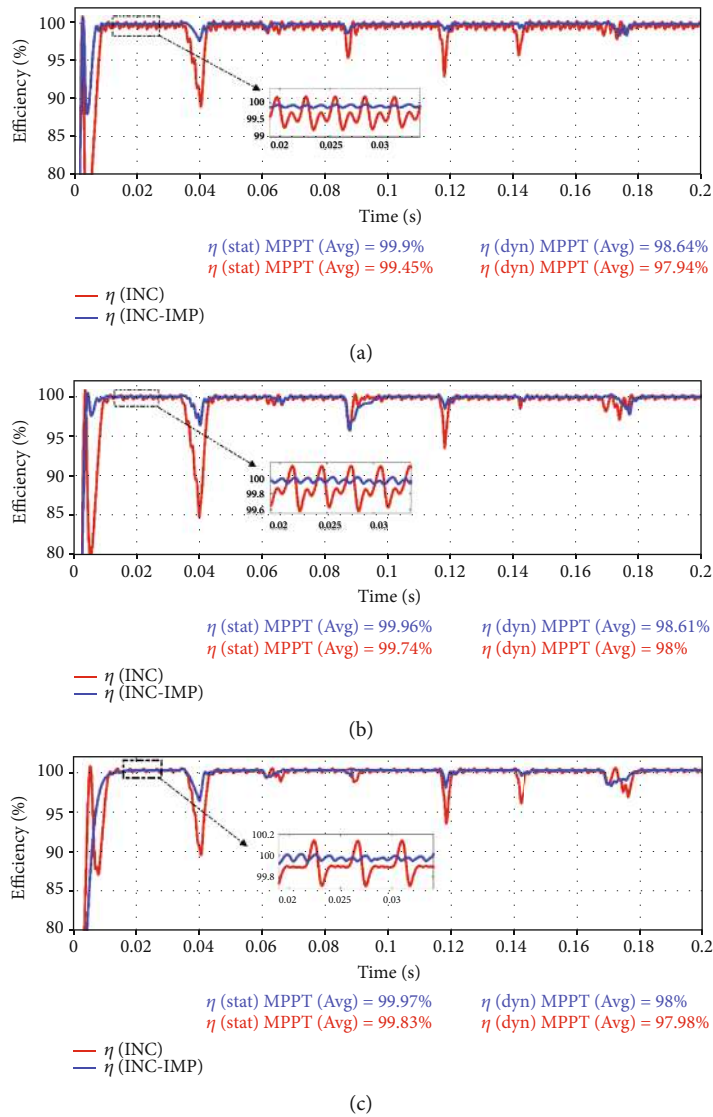 100
95
90
85
80
Efficiency (%)
100
99.5
99
0.02 0.025 0.03
0 0.02 0.04 0.06 0.08 0.1 0.12 0.14 0.16 0.18 0.2
Time (s)
η (stat) MPPT (Avg) = 99.9% η (dyn) MPPT (Avg) = 98.64%
η (stat) MPPT (Avg) = 99.45% η (dyn) MPPT (Avg) = 97.94%
η (INC)
η (INC-IMP)
(a)
100
95
90
85
80
Efficiency (%)
100
99.8
99.6
0.02 0.025 0.03
0 0.02 0.04 0.06 0.08 0.1 0.12 0.14 0.16 0.18 0.2
Time (s)
η (stat) MPPT (Avg) = 99.96% η (dyn) MPPT (Avg) = 98.61%
η (stat) MPPT (Avg) = 99.74% η (dyn) MPPT (Avg) = 98%
η (INC)
η (INC-IMP)
(b)
100
95
90
85
80
Efficiency (%)
100.2
100
99.8
0.02 0.025 0.03
0 0.02 0.04 0.06 0.08 0.1 0.12 0.14 0.16 0.18 0.2
Time (s)
η (stat) MPPT (Avg) = 99.97% η (dyn) MPPT (Avg) = 98%
η (stat) MPPT (Avg) = 99.83% η (dyn) MPPT (Avg) = 97.98%
η (INC)
η (INC-IMP)
(c)